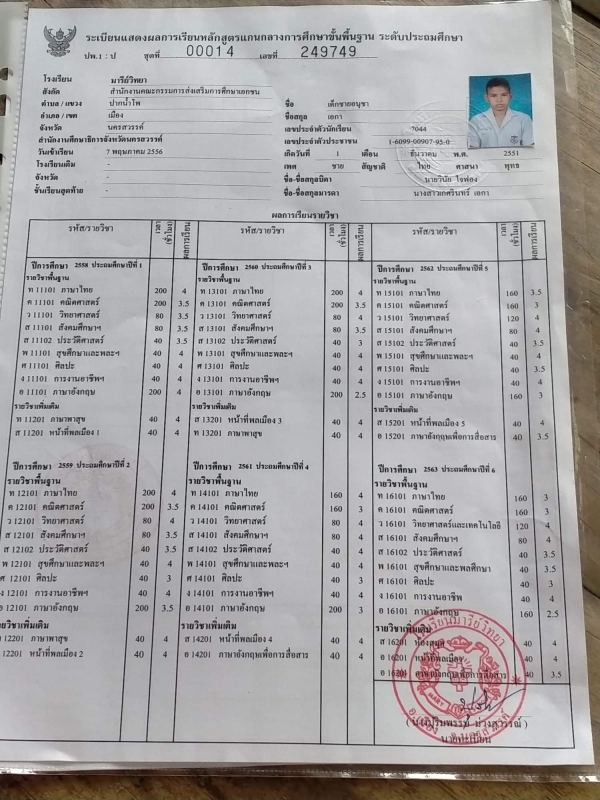 ระเบียนแสดงผลการเรียนหลักสูตรแกนกลางการศึกษาขั้นพื้นฐาน ระดับประถมศึกษา
ปพ.1 : ป ชุดที่ 00014 เลขที่ 249749
โรงเรียน มารีย์วิทยา
สังกัด สำนักงานคณะกรรมการส่งเสริมการศึกษาเอกชน
ตำบล / แขวง ปากน้ำโพ
อำเภอ / เขต เมือง
จังหวัด นครสวรรค์
สำนักงานศึกษาธิการจังหวัดนครสวรรค์
วันเข้าเรียน 7 พฤษภาคม 2556
โรงเรียนเดิม -
จังหวัด -
ชั้นเรียนสุดท้าย -
ชื่อ เด็กชายอนุชา
ชื่อสกุล เอกา
เลขประจำตัวนักเรียน 7044
เลขประจำตัวประชาชน 1-6099-00907-95-0
เกิดวันที่ 1 เดือน ธันวาคม พ.ศ. 2551
เพศ ชาย สัญชาติ ไทย ศาสนา พุทธ
ชื่อ-ชื่อสกุลบิดา นายวินัย ใจฟอง
ชื่อ-ชื่อสกุลมารดา นางสาวเกศรินทร์ เอกา
ผลการเรียนรายวิชา
รหัส/รายวิชา เวลา (ชั่วโมง) ผลการเรียน รหัส/รายวิชา เวลา (ชั่วโมง) ผลการเรียน รหัส/รายวิชา เวลา (ชั่วโมง) ผลการเรียน
ปีการศึกษา 2558 ประถมศึกษาปีที่ 1
รายวิชาพื้นฐาน
ท 11101 ภาษาไทย 200 4
ค 11101 คณิตศาสตร์ 200 3.5
ว 11101 วิทยาศาสตร์ 80 3.5
ส 11101 สังคมศึกษาฯ 80 3.5
ส 11102 ประวัติศาสตร์ 40 3.5
พ 11101 สุขศึกษาและพละฯ 40 4
ศ 11101 ศิลปะ 40 4
ง 11101 การงานอาชีพฯ 40 4
อ 11101 ภาษาอังกฤษ 200 4
รายวิชาเพิ่มเติม
ท 11201 ภาษาพาสุข 40 4
ส 11201 หน้าที่พลเมือง 1 40 4
ปีการศึกษา 2559 ประถมศึกษาปีที่ 2
รายวิชาพื้นฐาน
ท 12101 ภาษาไทย 200 4
ค 12101 คณิตศาสตร์ 200 3.5
ว 12101 วิทยาศาสตร์ 80 4
ส 12101 สังคมศึกษาฯ 80 3.5
ส 12102 ประวัติศาสตร์ 40 3.5
พ 12101 สุขศึกษาและพละฯ 40 4
ศ 12101 ศิลปะ 40 3
ง 12101 การงานอาชีพฯ 40 4
อ 12101 ภาษาอังกฤษ 200 3.5
รายวิชาเพิ่มเติม
12201 ภาษาพาสุข 40 4
12201 หน้าที่พลเมือง 2 40 4
ปีการศึกษา 2560 ประถมศึกษาปีที่ 3
รายวิชาพื้นฐาน
ท 13101 ภาษาไทย 200 4
ค 13101 คณิตศาสตร์ 200 3.5
ว 13101 วิทยาศาสตร์ 80 4
ส 13101 สังคมศึกษาฯ 80 3.5
ส 13102 ประวัติศาสตร์ 40 3
พ 13101 สุขศึกษาและพละฯ 40 4
ศ 13101 ศิลปะ 40 4
ง 13101 การงานอาชีพฯ 40 4
อ 13101 ภาษาอังกฤษ 200 2.5
รายวิชาเพิ่มเติม
ส 13201 หน้าที่พลเมือง 3 40 4
ท 13201 ภาษาพาสุข 40 4
ปีการศึกษา 2561 ประถมศึกษาปีที่ 4
รายวิชาพื้นฐาน
ท 14101 ภาษาไทย 160 4
ค 14101 คณิตศาสตร์ 160 3
ว 14101 วิทยาศาสตร์ 80 4
ส 14101 สังคมศึกษาฯ 80 4
ส 14102 ประวัติศาสตร์ 40 4
พ 14101 สุขศึกษาและพละฯ 40 4
ศ 14101 ศิลปะ 40 3
ง 14101 การงานอาชีพฯ 40 4
อ 14101 ภาษาอังกฤษ 200 3
รายวิชาเพิ่มเติม
ส 14201 หน้าที่พลเมือง 4 40 4
อ 14201 ภาษาอังกฤษเพื่อการสื่อสาร 40 4
ปีการศึกษา 2562 ประถมศึกษาปีที่ 5
รายวิชาพื้นฐาน
ท 15101 ภาษาไทย 160 3.5
ค 15101 คณิตศาสตร์ 160 3
ว 15101 วิทยาศาสตร์ 120 4
ส 15101 สังคมศึกษาฯ 80 4
ส 15102 ประวัติศาสตร์ 40 3.5
พ 15101 สุขศึกษาและพละฯ 40 4
ศ 15101 ศิลปะ 40 3.5
ง 15101 การงานอาชีพฯ 40 4
อ 15101 ภาษาอังกฤษ 160 3
รายวิชาเพิ่มเติม
ส 15201 หน้าที่พลเมือง 5 40 4
อ 15201 ภาษาอังกฤษเพื่อการสื่อสาร 40 3.5
ปีการศึกษา 2563 ประถมศึกษาปีที่ 6
รายวิชาพื้นฐาน
ท 16101 ภาษาไทย 160 3
ค 16101 คณิตศาสตร์ 160 3
ว 16101 วิทยาศาสตร์และเทคโนโลยี 120 4
ส 16101 สังคมศึกษาฯ 80 4
ส 16102 ประวัติศาสตร์ 40 3.5
พ 16101 สุขศึกษาและพลศึกษา 40 3.5
ศ 16101 ศิลปะ 40 3
ง 16101 การงานอาชีพ 40 4
อ 16101 ภาษาอังกฤษ 160 2.5
รายวิชาเพิ่มเติม
ส 16201 ห้องสมุด 40 4
อ 16201 หน้าที่พลเมือง 40 4
อ 16201 ภาษาอังกฤษเพื่อการสื่อสาร 40 3.5
นายทะเบียน